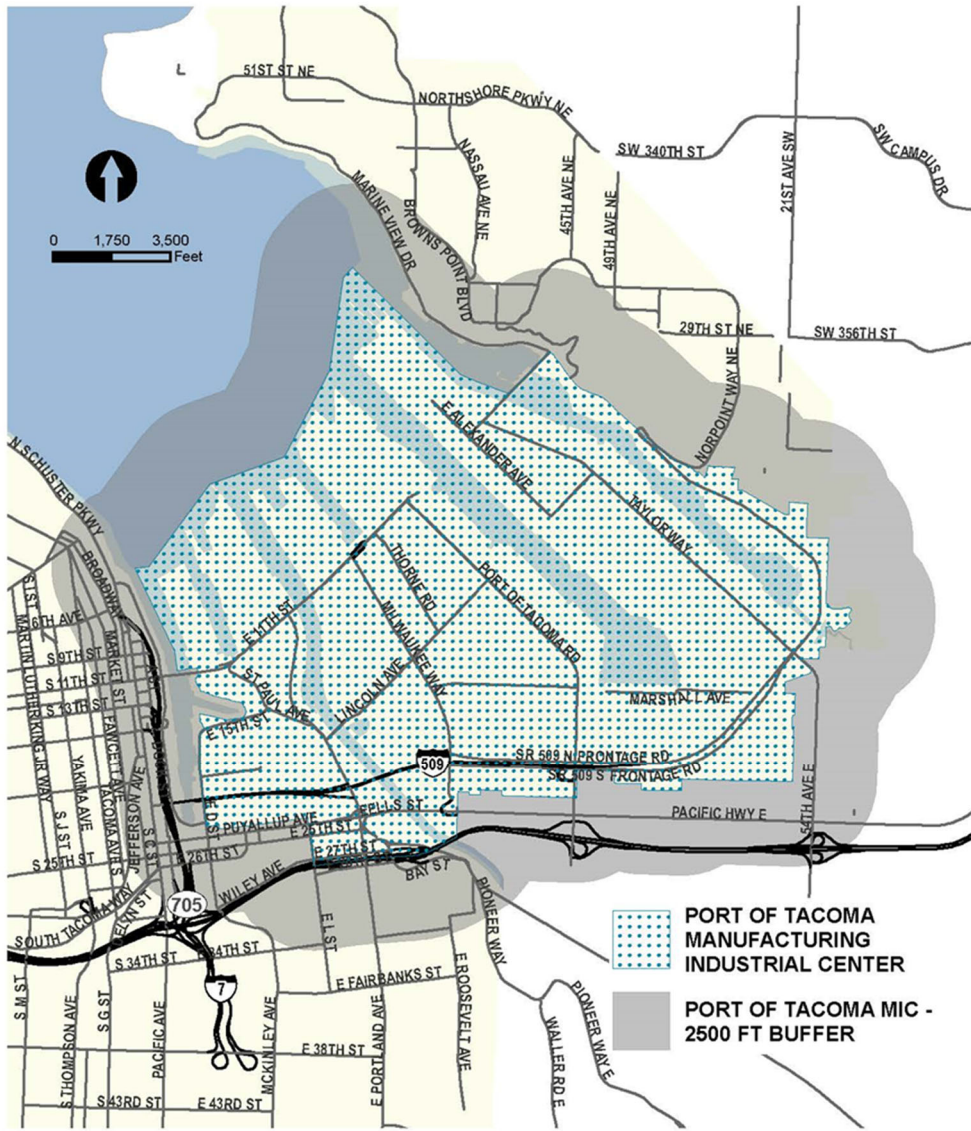 51ST ST NE
NORTHSHORE PKWY NE
SW 340TH ST
SW CAMPUS DR
21ST AVE SW
NASSAU AVE NE
45TH AVE NE
49TH AVE NE
MARINE VIEW DR
BROWNS POINT BLVD
0 1,750 3,500
Feet
29TH ST NE
SW 356TH ST
NORPOINT WAY NE
E ALEXANDER AVE
TAYLOR WAY
N SCHUSTER PKWY
BROADWAY
S I ST
6TH AVE
MARTIN LUTHER KING JR WAY
S 9TH ST
S 11TH ST
S 13TH ST
MARKET ST
FAWCETT AVE
YAKIMA AVE
TACOMA AVE S
JEFFERSON AVE
S J ST
S 25TH ST
E 11TH ST
THORNE RD
MILWAUKEE WAY
PORT OF TACOMA RD
ST PAUL AVE
LINCOLN AVE
E 15TH ST
MARSHALL AVE
509
SR 509 N FRONTAGE RD
SR 509 S FRONTAGE RD
54TH AVE E
PACIFIC HWY E
E D ST
EELLS ST
PUYALLUP AVE
E 25TH ST
E 26TH ST
E 27TH ST
BAY ST
WILEY AVE
PIONEER WAY
SOUTH TACOMA WAY
705
S 34TH ST
E 34TH ST
E L ST
E FAIRBANKS ST
7
S M ST
S THOMPSON AVE
S G ST
PACIFIC AVE
MCKINLEY AVE
E PORTLAND AVE
E ROOSEVELT AVE
E 38TH ST
S 43RD ST
E 43RD ST
WALLER RD E
PIONEER WAY E
PORT OF TACOMA
MANUFACTURING
INDUSTRIAL CENTER
PORT OF TACOMA MIC -
2500 FT BUFFER